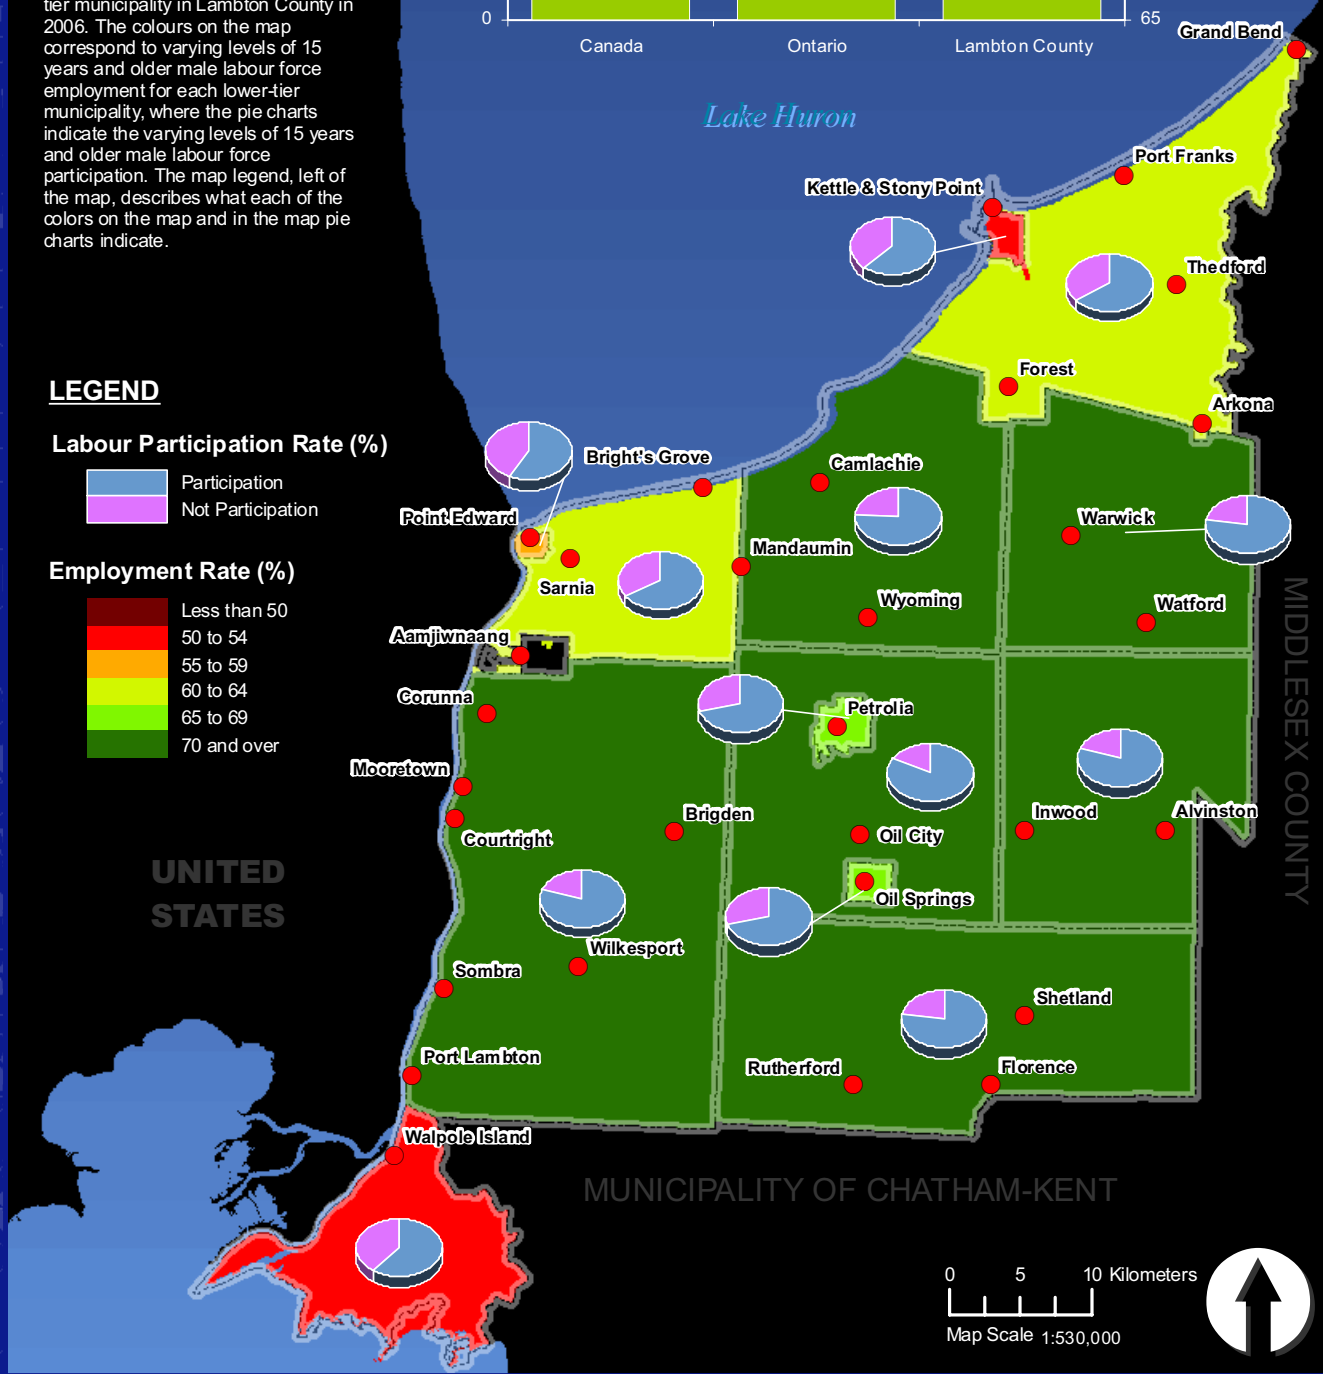 tier municipality in Lambton County in
2006. The colours on the map
correspond to varying levels of 15
years and older male labour force
employment for each lower-tier
municipality, where the pie charts
indicate the varying levels of 15 years
and older male labour force
participation. The map legend, left of
the map, describes what each of the
colors on the map and in the map pie
charts indicate.
0
65
Canada
Ontario
Lambton County
Grand Bend
Lake Huron
Port Franks
Kettle & Stony Point
Thedford
Forest
Arkona
LEGEND
Labour Participation Rate (%)
Participation
Not Participation
Employment Rate (%)
Less than 50
50 to 54
55 to 59
60 to 64
65 to 69
70 and over
Bright's Grove
Camlachie
Point Edward
Warwick
Mandaumin
Sarnia
Wyoming
Watford
Aamjiwnaang
Corunna
Petrolia
Mooretown
Brigden
Inwood
Alvinston
Courtright
Oil City
UNITED
STATES
Oil Springs
Wilkesport
Sombra
Shetland
Port Lambton
Rutherford
Florence
Walpole Island
MIDDLESEX COUNTY
MUNICIPALITY OF CHATHAM-KENT
0 5 10 Kilometers
Map Scale 1:530,000